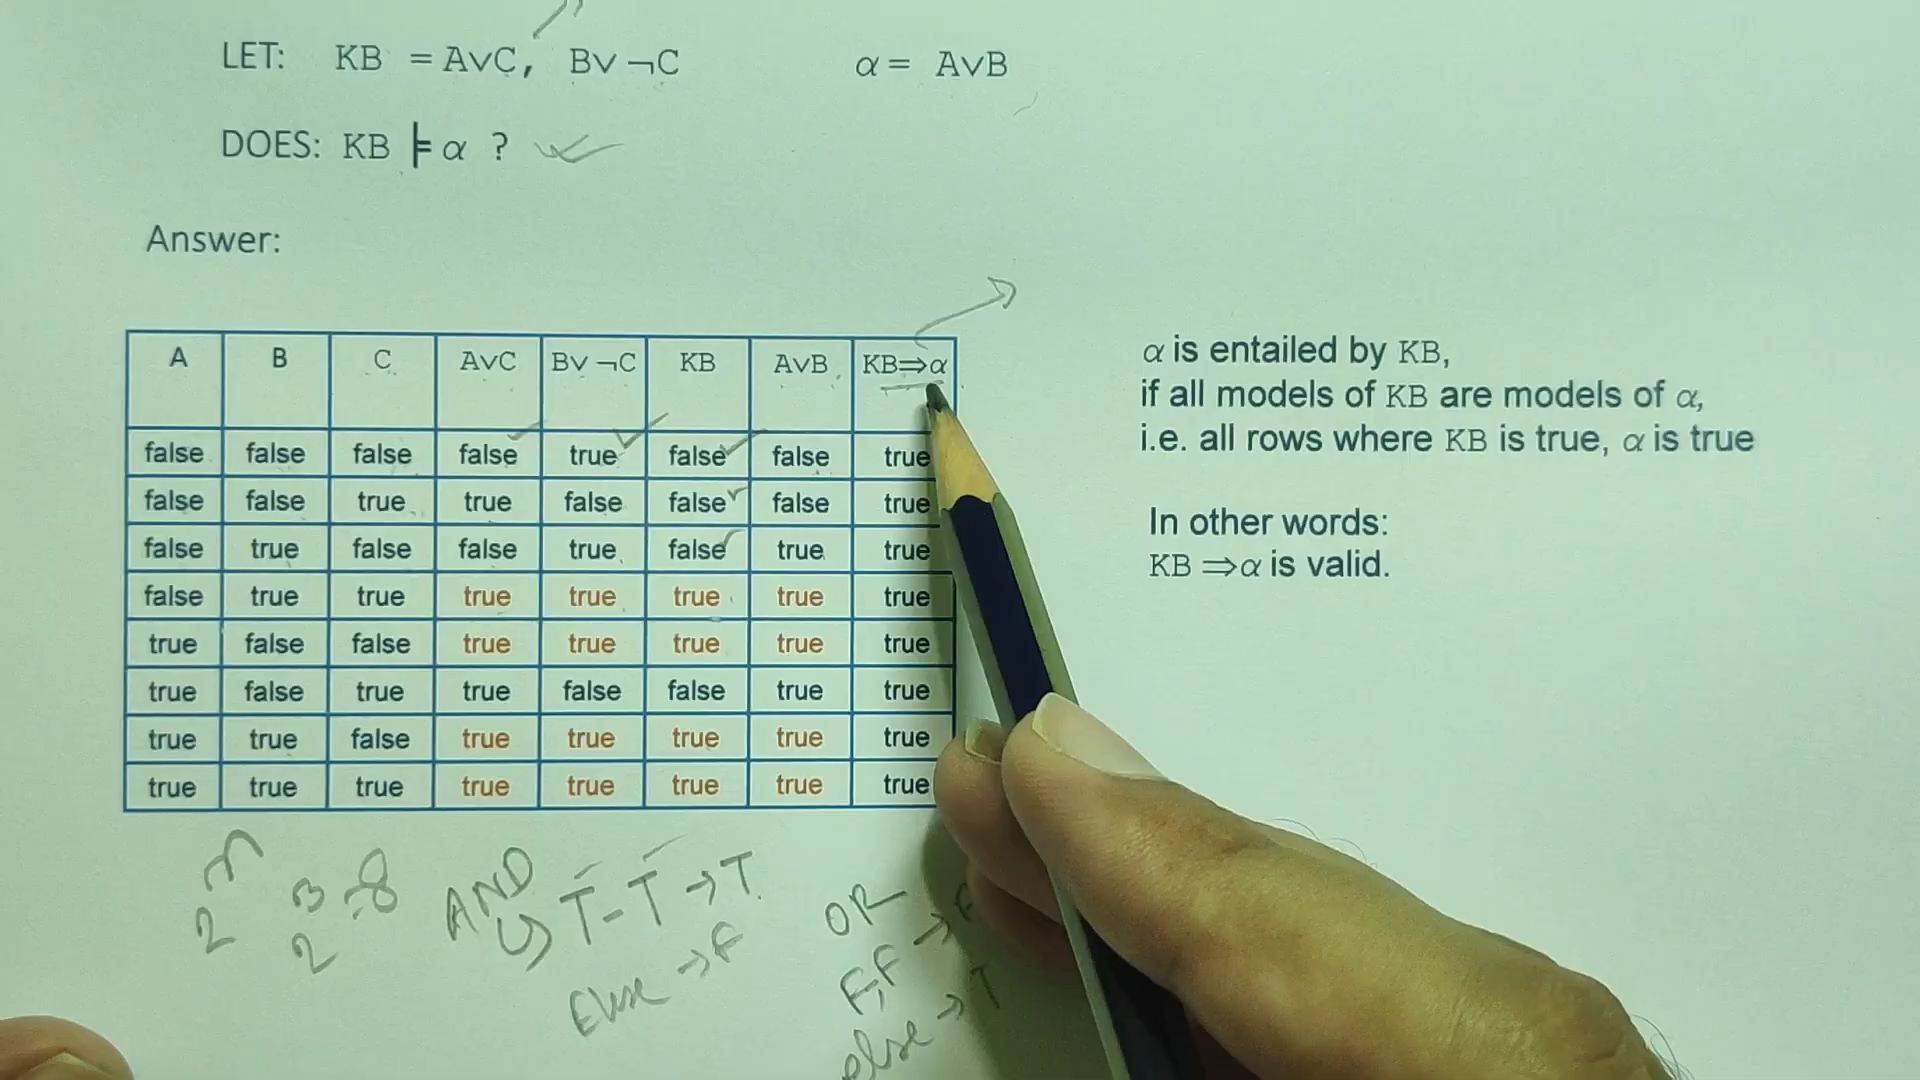 LET: KB = A∨C, B∨¬C α = A∨B
DOES: KB ⊨ α ?
Answer:
A B C A∨C B∨¬C KB A∨B KB⇒α
false false false false true false false true
false false true true false false false true
false true false false true false true true
false true true true true true true true
true false false true true true true true
true false true true false false true true
true true false true true true true true
true true true true true true true true
α is entailed by KB,
if all models of KB are models of α,
i.e. all rows where KB is true, α is true
In other words:
KB ⇒α is valid.
2ⁿ 2³ = 8
AND
T-T → T
Else → F
OR
F,F → F
else → T